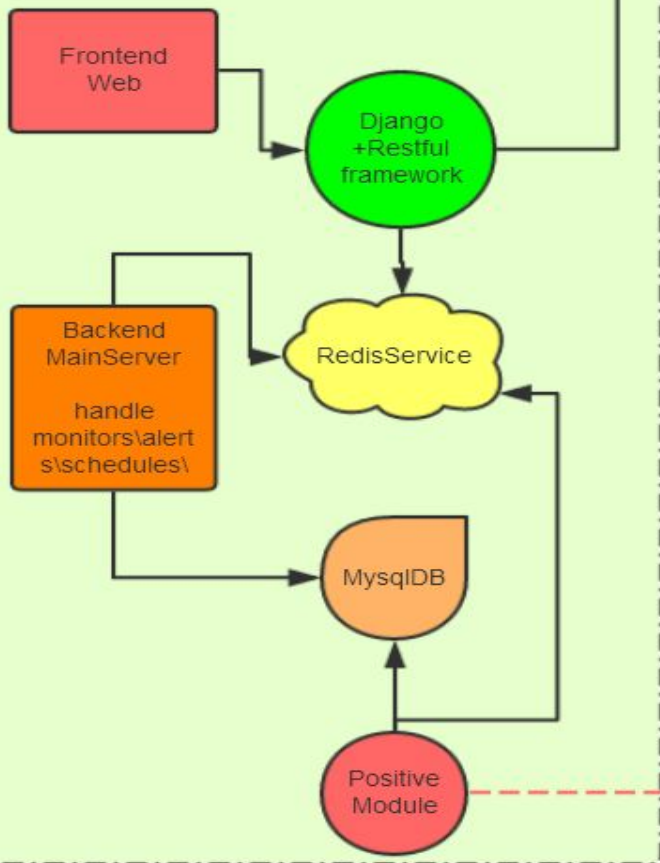 Frontend
Web
Django
+Restful
framework
Backend
MainServer
handle
monitors\alert
s\schedules\
RedisService
MysqlDB
Positive
Module